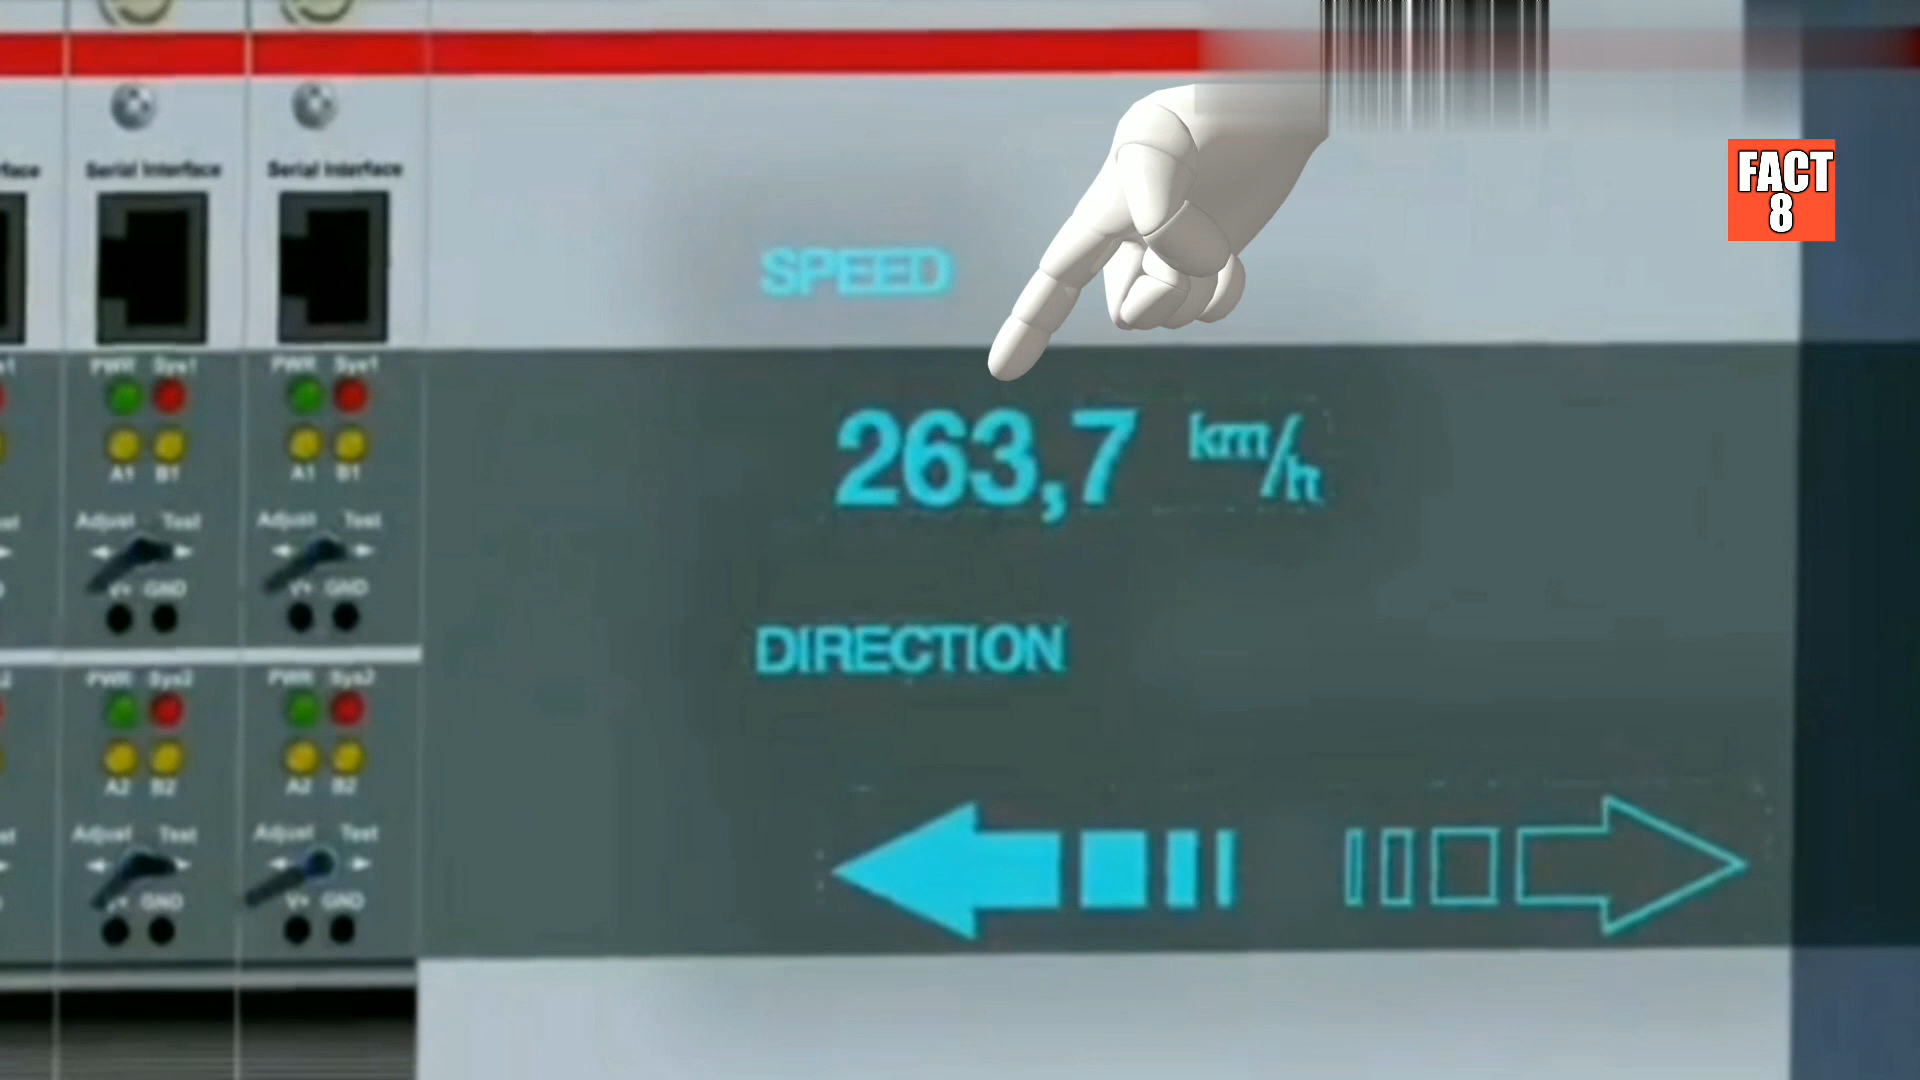 FACT
8
Serial Interface Serial Interface
SPEED
PWR Sys1 PWR Sys1
263,7 km/h
A1 B1 A1 B1
Adjust Test Adjust Test
V+ GND V+ GND
DIRECTION
PWR Sys2 PWR Sys2
A2 B2 A2 B2
Adjust Test Adjust Test
GND V+ GND